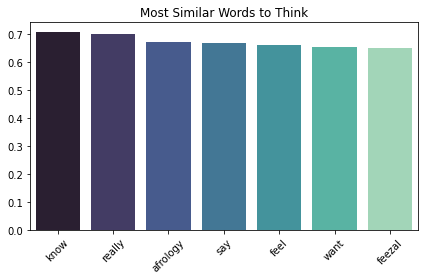 Most Similar Words to Think
0.7
0.6
0.5
0.4
0.3
0.2
0.1
0.0
know
really
afrology
say
feel
want
feezal